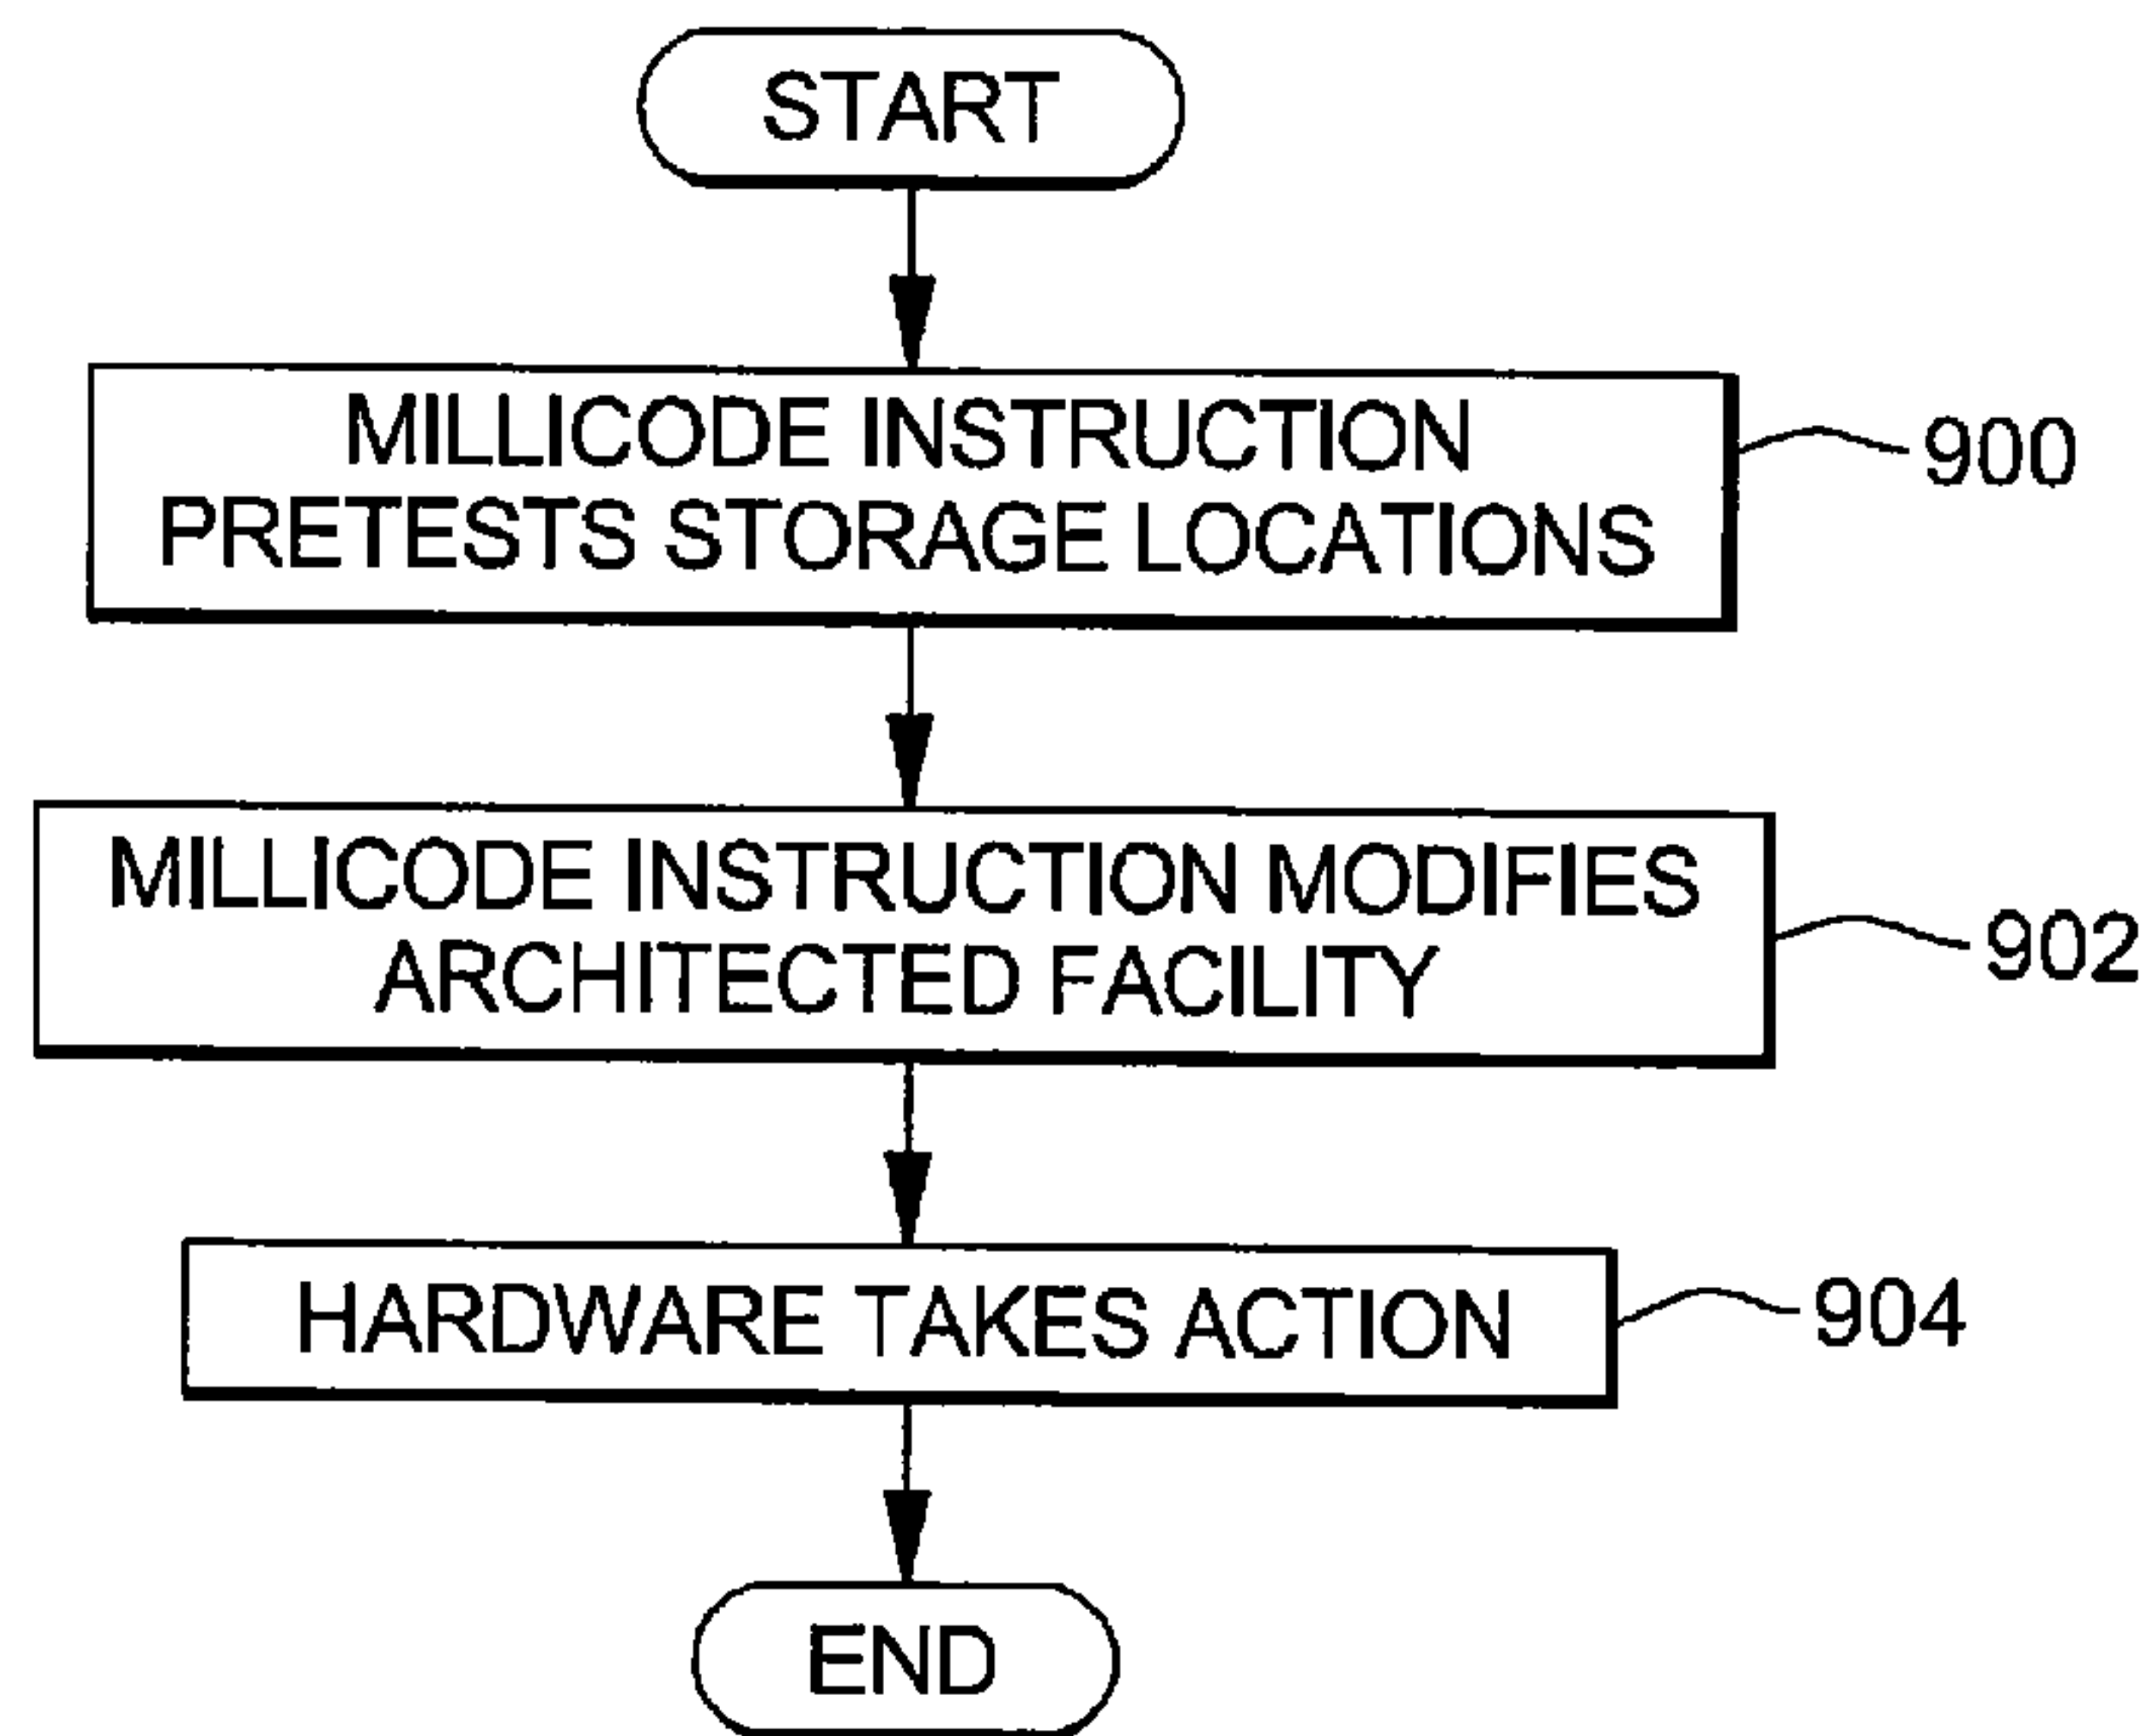 START
MILLICODE INSTRUCTION
PRETESTS STORAGE LOCATIONS
900
MILLICODE INSTRUCTION MODIFIES
ARCHITECTED FACILITY
902
HARDWARE TAKES ACTION
904
END